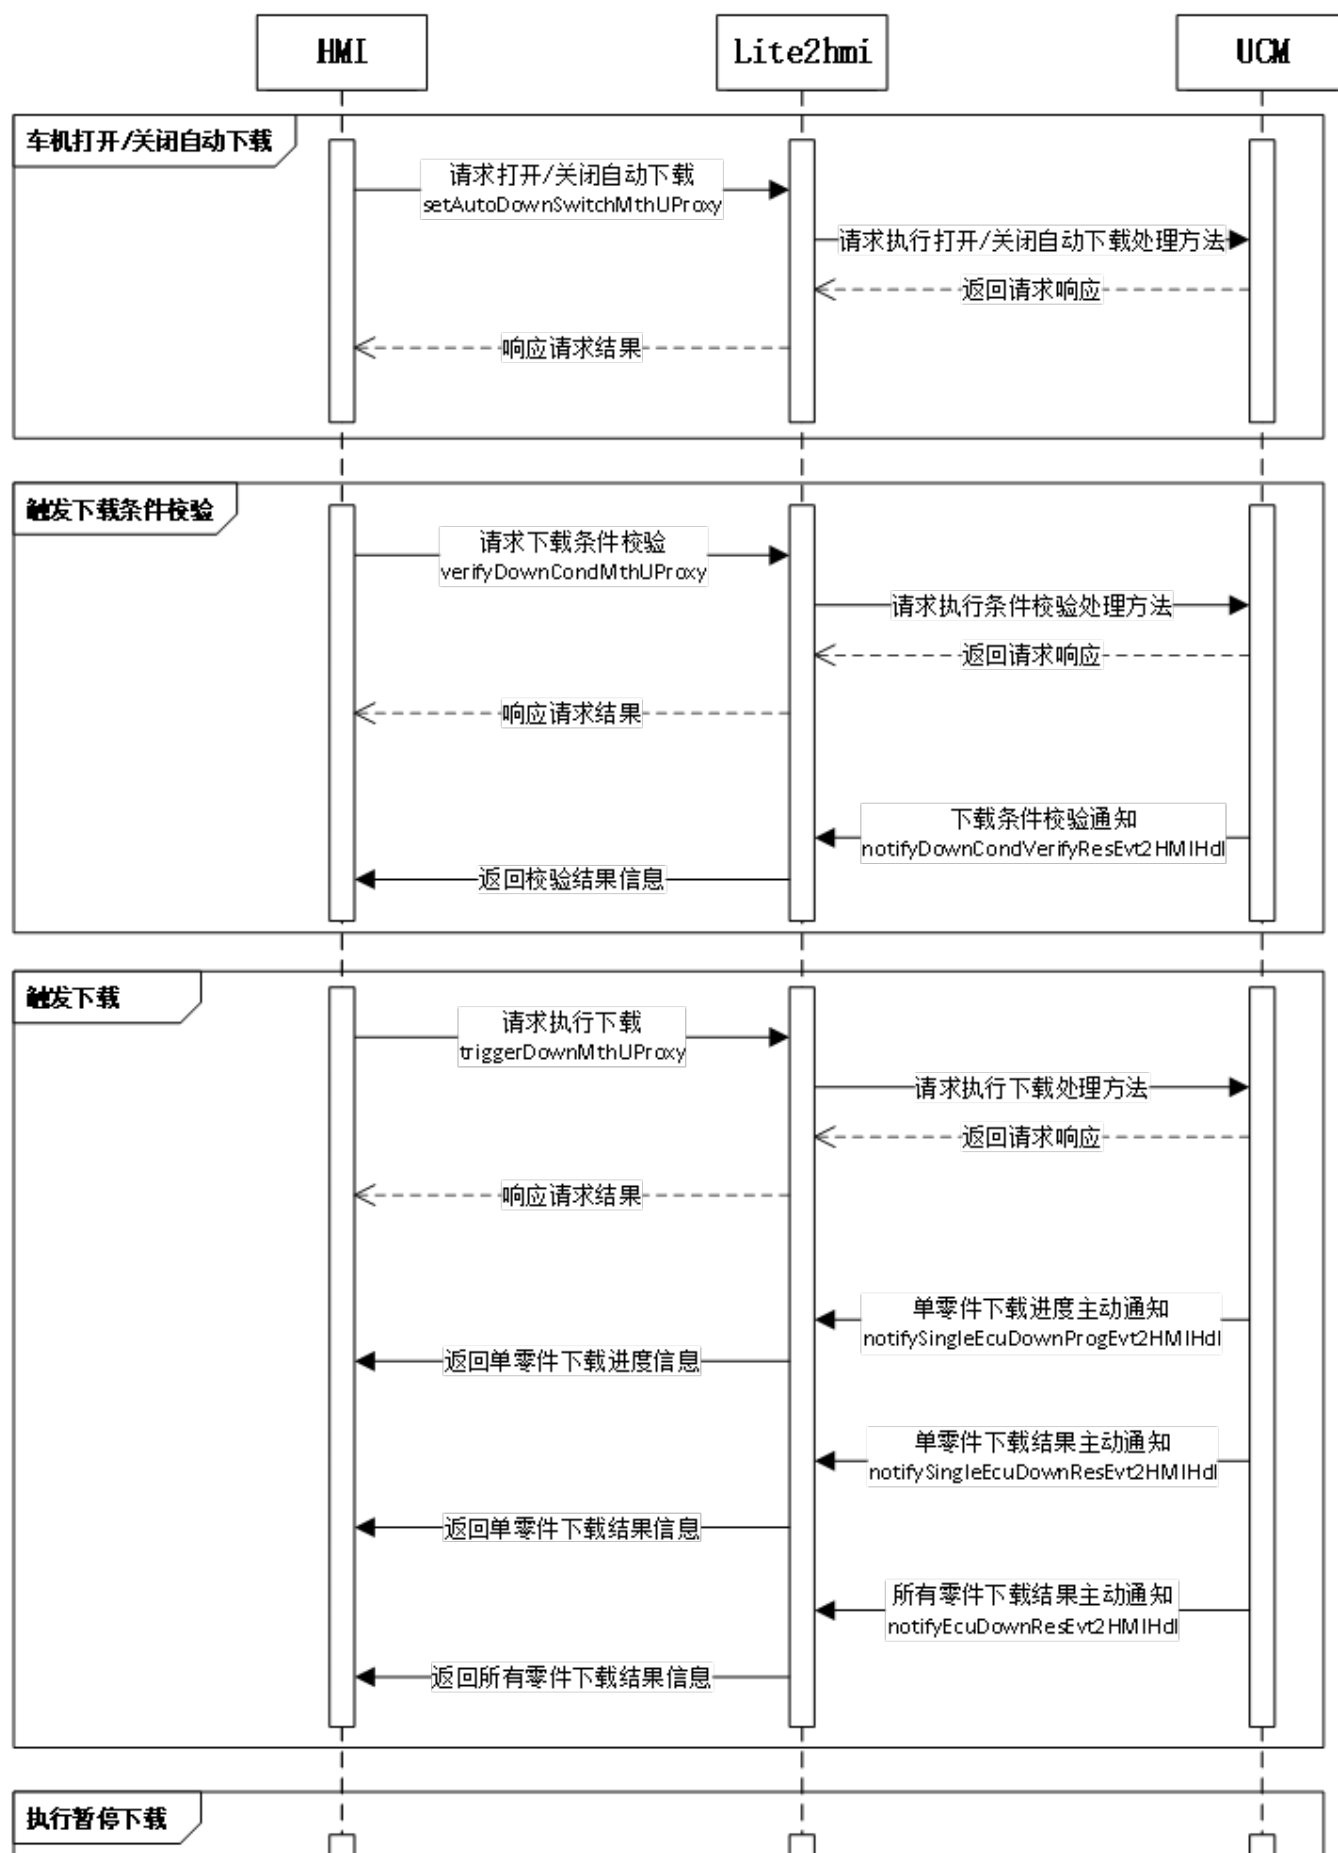 HMI
Lite2hmi
UCM
车机打开/关闭自动下载
请求打开/关闭自动下载
setAutoDownSwitchMthUProxy
请求执行打开/关闭自动下载处理方法
返回请求响应
响应请求结果
触发下载条件校验
请求下载条件校验
verifyDownCondMthUProxy
请求执行条件校验处理方法
返回请求响应
响应请求结果
下载条件校验通知
notifyDownCondVerifyResEvt2HMIHdl
返回校验结果信息
触发下载
请求执行下载
triggerDownMthUProxy
请求执行下载处理方法
返回请求响应
响应请求结果
单零件下载进度主动通知
notifySingleEcuDownProgEvt2HMIHdl
返回单零件下载进度信息
单零件下载结果主动通知
notifySingleEcuDownResEvt2HMIHdl
返回单零件下载结果信息
所有零件下载结果主动通知
notifyEcuDownResEvt2HMIHdl
返回所有零件下载结果信息
执行暂停下载